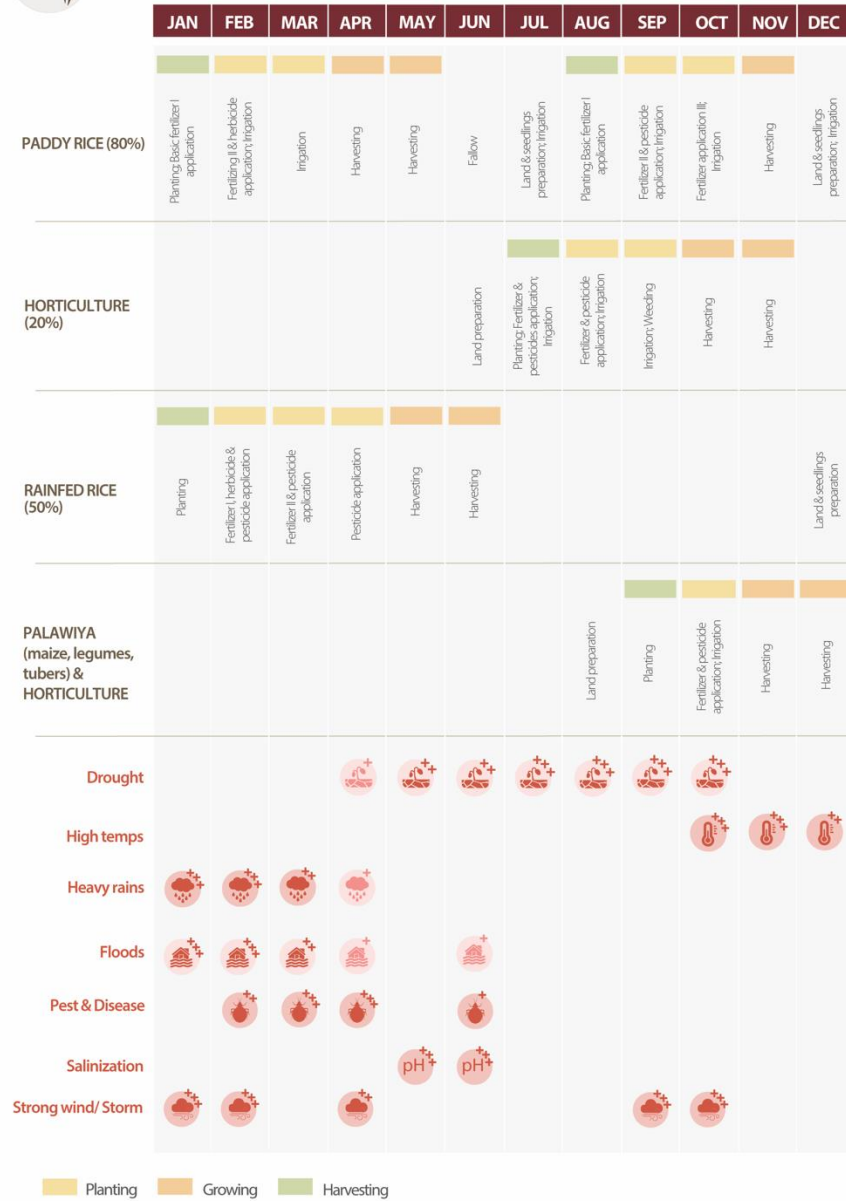 JAN FEB MAR APR MAY JUN JUL AUG SEP OCT NOV DEC
PADDY RICE (80%)
Planting; Basic fertilizer I
application
Fertilizing II & herbicide
application; Irrigation
Irrigation
Harvesting
Harvesting
Fallow
Land & seedlings
preparation; Irrigation
Planting; Basic fertilizer I
application
Fertilizer II & pesticide
application; Irrigation
Fertilizer application III;
Irrigation
Harvesting
Land & seedlings
preparation; Irrigation
HORTICULTURE
(20%)
Land preparation
Planting; Fertilizer &
pesticides application;
Irrigation
Fertilizer & pesticide
application; Irrigation
Irrigation; Weeding
Harvesting
Harvesting
RAINFED RICE
(50%)
Planting
Fertilizer I, herbicide &
pesticide application
Fertilizer II & pesticide
application
Pesticide application
Harvesting
Harvesting
Land & seedlings
preparation
PALAWIYA
(maize, legumes,
tubers) &
HORTICULTURE
Land preparation
Planting
Fertilizer & pesticide
application; Irrigation
Harvesting
Harvesting
Drought
High temps
Heavy rains
Floods
Pest & Disease
Salinization
pH pH
Strong wind/ Storm
Planting Growing Harvesting